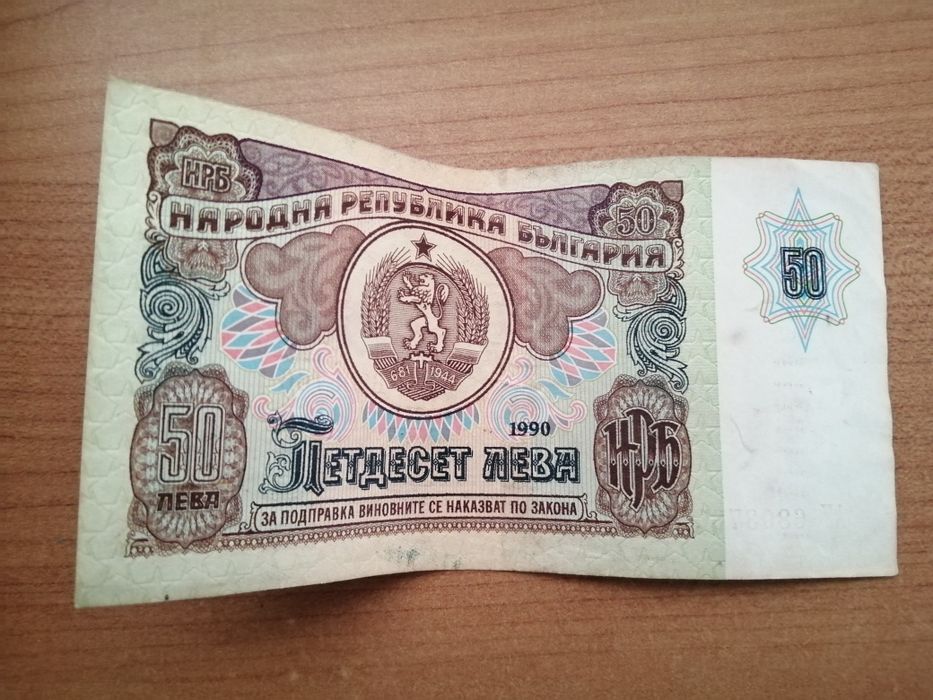 НРБ
НАРОДНА РЕПУБЛИКА БЪЛГАРИЯ
50
50
681 1944
1990
ПЕТДЕСЕТ ЛЕВА
50
ЛЕВА
НРБ
ЗА ПОДПРАВКА ВИНОВНИТЕ СЕ НАКАЗВАТ ПО ЗАКОНА